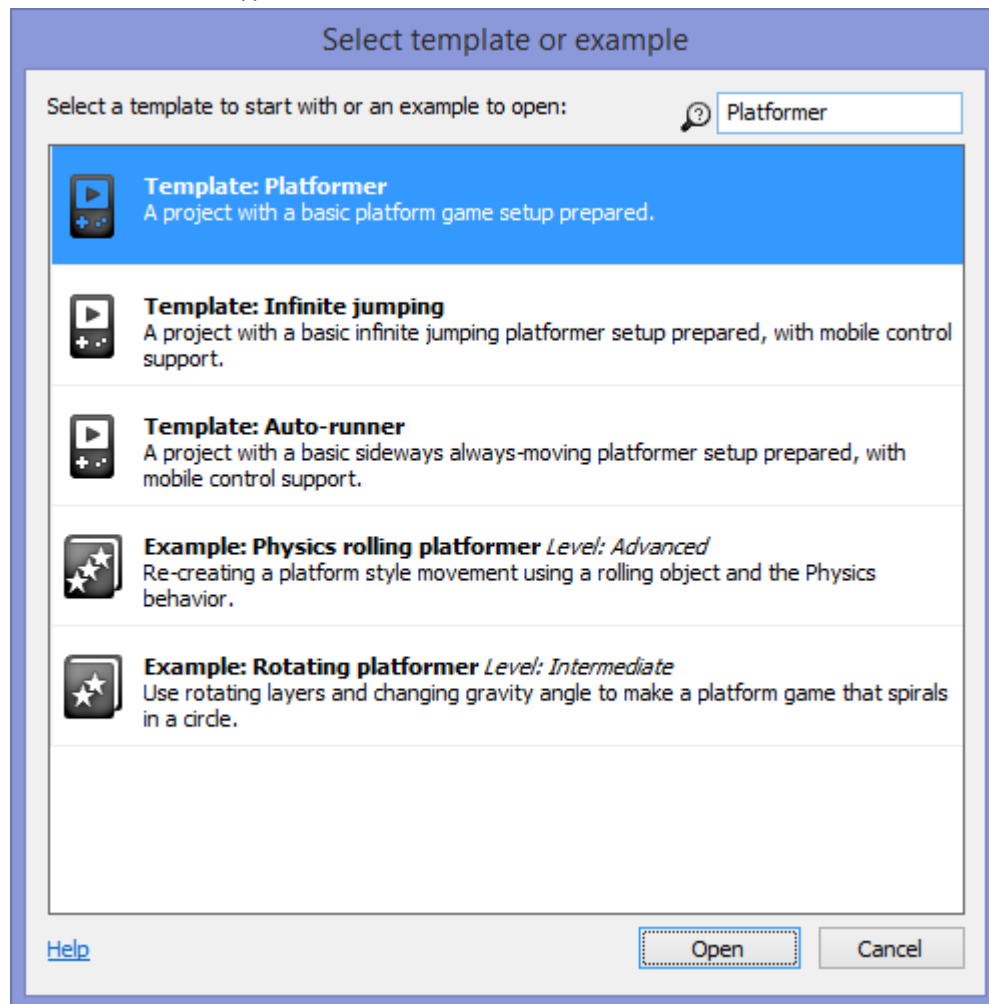 Select template or example
Select a template to start with or an example to open:
Platformer
Template: Platformer
A project with a basic platform game setup prepared.
Template: Infinite jumping
A project with a basic infinite jumping platformer setup prepared, with mobile control
support.
Template: Auto-runner
A project with a basic sideways always-moving platformer setup prepared, with
mobile control support.
Example: Physics rolling platformer Level: Advanced
Re-creating a platform style movement using a rolling object and the Physics
behavior.
Example: Rotating platformer Level: Intermediate
Use rotating layers and changing gravity angle to make a platform game that spirals
in a circle.
Help
Open
Cancel